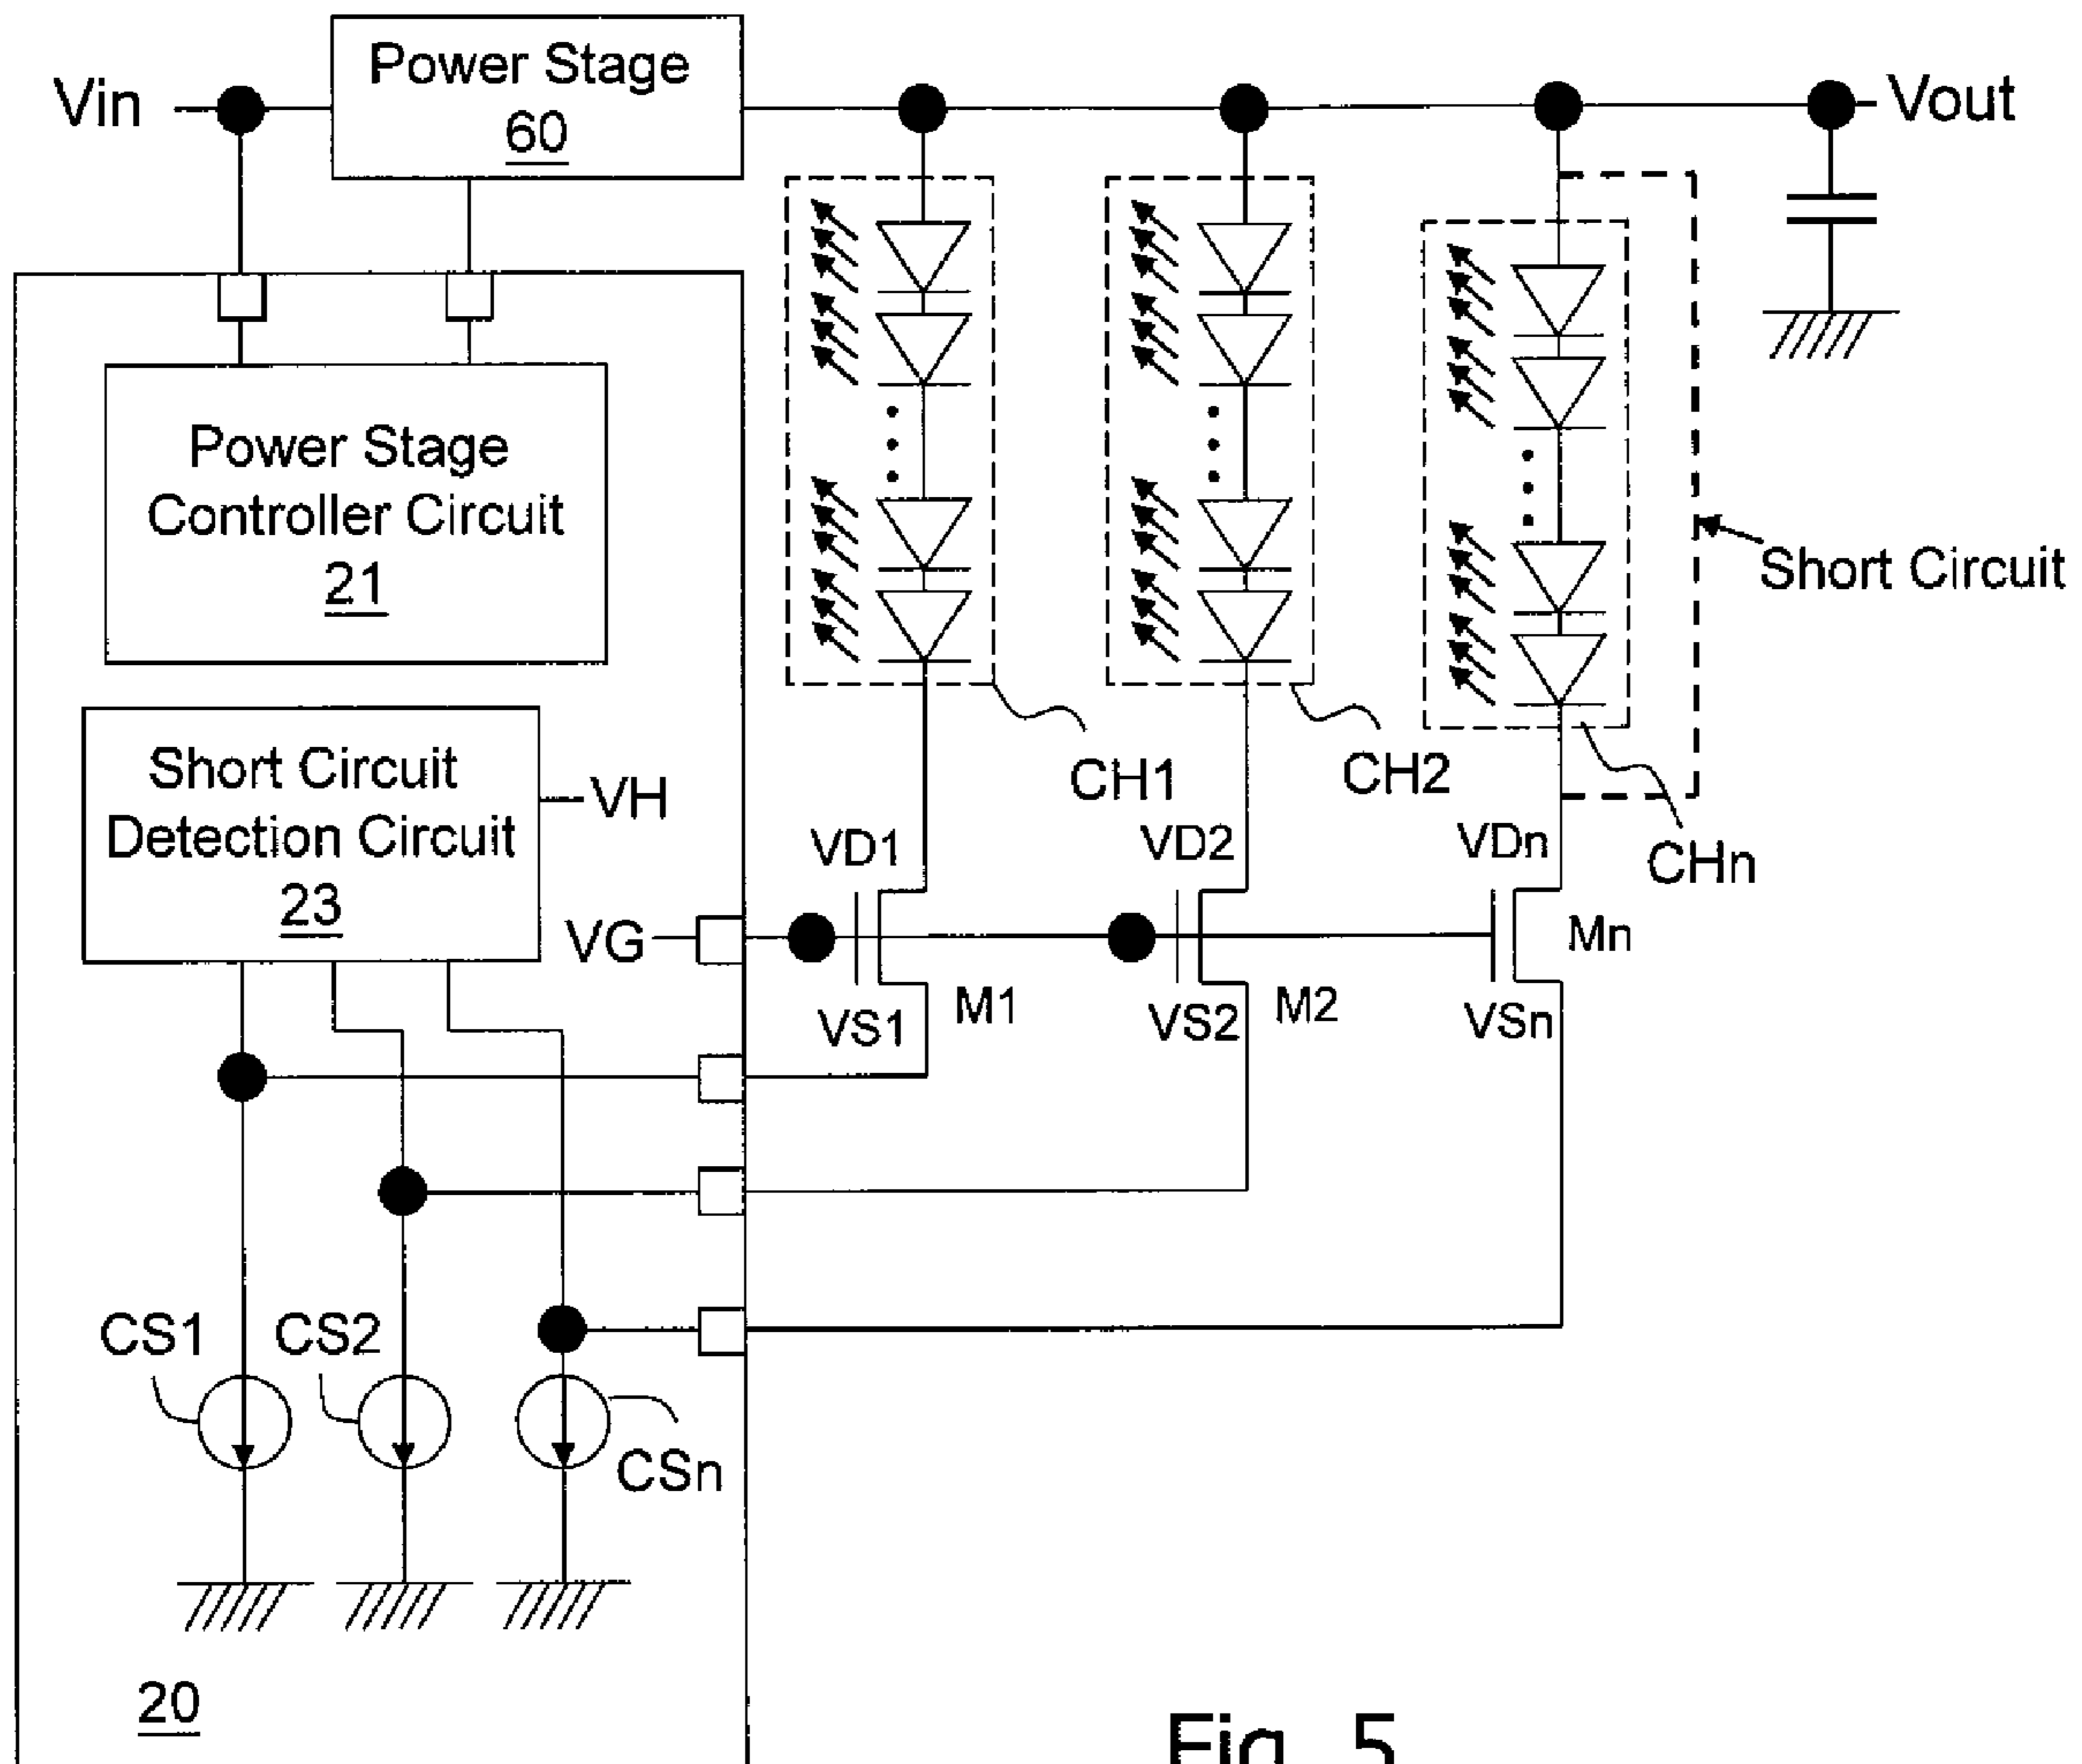 Power Stage
60
Vin
Vout
Power Stage
Controller Circuit
21
Short Circuit
Short Circuit
Detection Circuit
23
VH
CH1
CH2
CHn
VD1
VD2
VDn
VG
Mn
M1
M2
VS1
VS2
VSn
CS1
CS2
CSn
20
Fig. 5